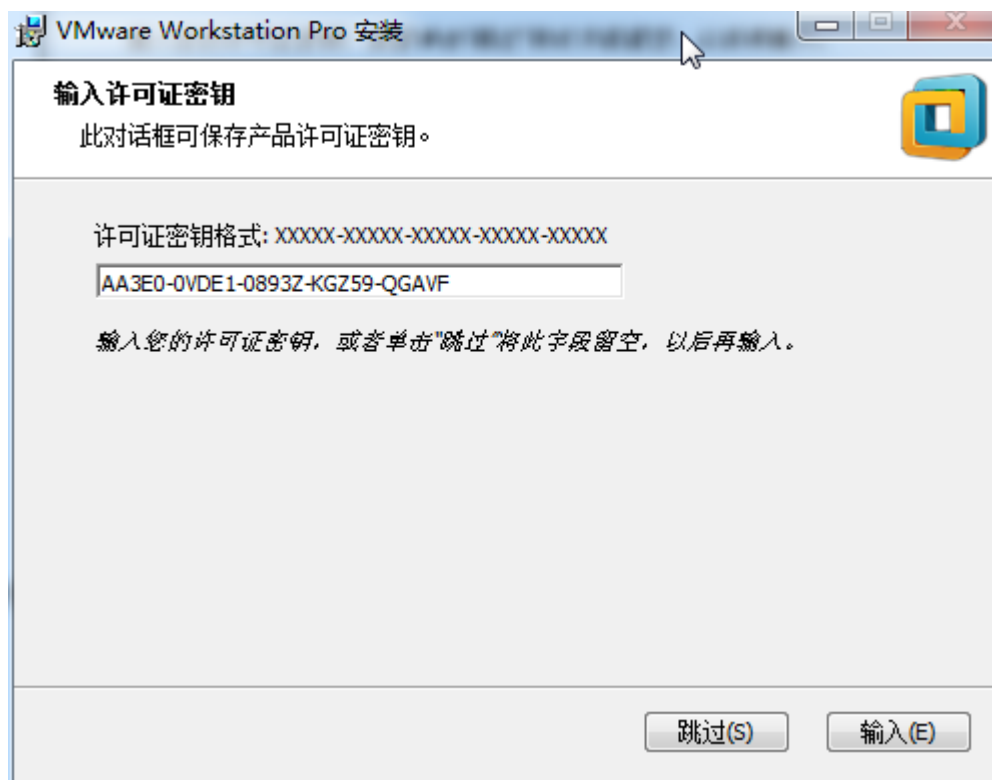 VMware Workstation Pro 安装
输入许可证密钥
此对话框可保存产品许可证密钥。
许可证密钥格式: XXXXX-XXXXX-XXXXX-XXXXX-XXXXX
AA3E0-0VDE1-0893Z-KGZ59-QGAVF
输入您的许可证密钥，或者单击"跳过"将此字段留空，以后再输入。
跳过(S)
输入(E)